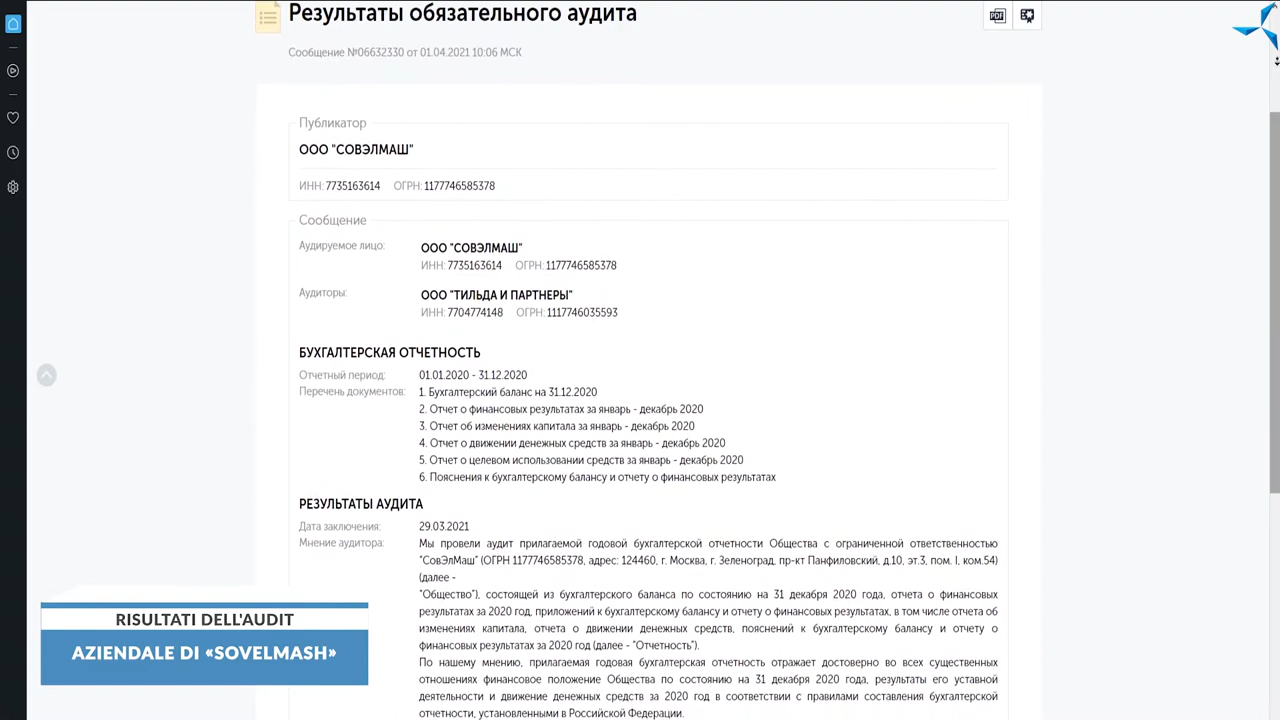 Результаты обязательного аудита
PDF
Сообщение №06632330 от 01.04.2021 10:06 МСК
Публикатор
ООО "СОВЭЛМАШ"
ИНН: 7735163614 ОГРН: 1177746585378
Сообщение
Аудируемое лицо: ООО "СОВЭЛМАШ"
ИНН: 7735163614 ОГРН: 1177746585378
Аудиторы: ООО "ТИЛЬДА И ПАРТНЕРЫ"
ИНН: 7704774148 ОГРН: 1117746035593
БУХГАЛТЕРСКАЯ ОТЧЕТНОСТЬ
Отчетный период: 01.01.2020 - 31.12.2020
Перечень документов: 1. Бухгалтерский баланс на 31.12.2020
2. Отчет о финансовых результатах за январь - декабрь 2020
3. Отчет об изменениях капитала за январь - декабрь 2020
4. Отчет о движении денежных средств за январь - декабрь 2020
5. Отчет о целевом использовании средств за январь - декабрь 2020
6. Пояснения к бухгалтерскому балансу и отчету о финансовых результатах
РЕЗУЛЬТАТЫ АУДИТА
Дата заключения: 29.03.2021
Мнение аудитора: Мы провели аудит прилагаемой годовой бухгалтерской отчетности Общества с ограниченной ответственностью
"СовЭлМаш" (ОГРН 1177746585378, адрес: 124460, г. Москва, г. Зеленоград, пр-кт Панфиловский, д.10, эт.3, пом. I, ком.54)
(далее -
"Общество"), состоящей из бухгалтерского баланса по состоянию на 31 декабря 2020 года, отчета о финансовых
результатах за 2020 год, приложений к бухгалтерскому балансу и отчету о финансовых результатах, в том числе отчета об
изменениях капитала, отчета о движении денежных средств, пояснений к бухгалтерскому балансу и отчету о
финансовых результатах за 2020 год (далее - "Отчетность").
По нашему мнению, прилагаемая годовая бухгалтерская отчетность отражает достоверно во всех существенных
отношениях финансовое положение Общества по состоянию на 31 декабря 2020 года, результаты его уставной
деятельности и движение денежных средств за 2020 год в соответствии с правилами составления бухгалтерской
отчетности, установленными в Российской Федерации.
RISULTATI DELL'AUDIT
AZIENDALE DI «SOVELMASH»